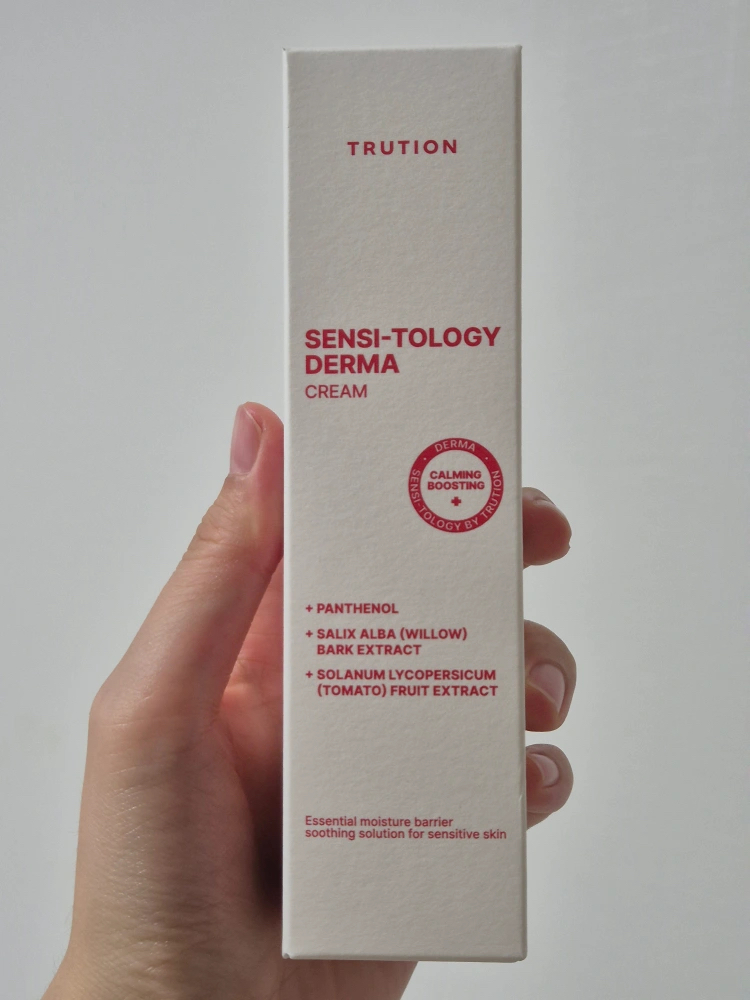 TRUTION
SENSI-TOLOGY
DERMA
CREAM
DERMA
CALMING
BOOSTING
SENSI-TOLOGY BY TRUTION
+ PANTHENOL
+ SALIX ALBA (WILLOW)
BARK EXTRACT
+ SOLANUM LYCOPERSICUM
(TOMATO) FRUIT EXTRACT
Essential moisture barrier
soothing solution for sensitive skin